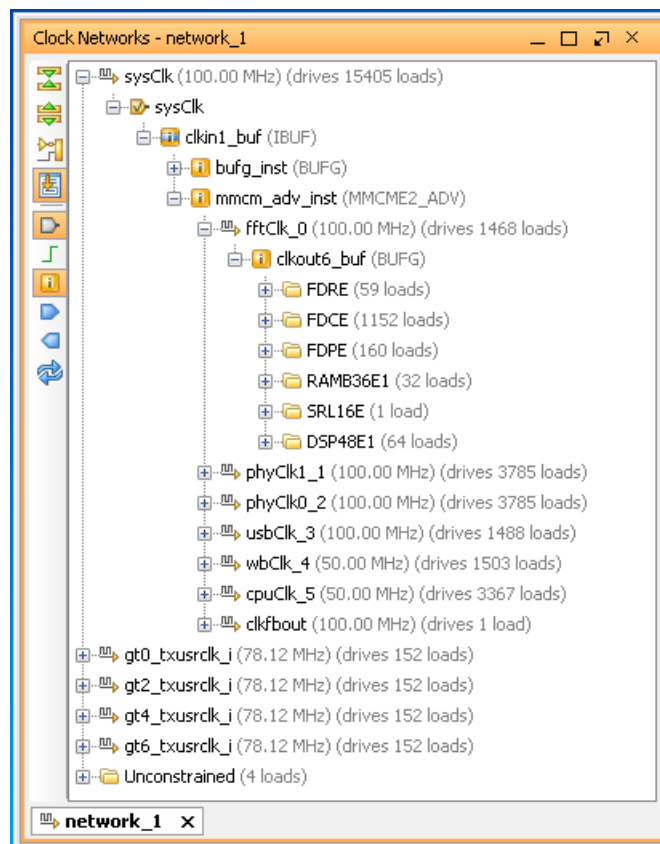 Clock Networks - network_1
sysClk (100.00 MHz) (drives 15405 loads)
sysClk
clkin1_buf (IBUF)
bufg_inst (BUFG)
mmcm_adv_inst (MMCME2_ADV)
fftClk_0 (100.00 MHz) (drives 1468 loads)
clkout6_buf (BUFG)
FDRE (59 loads)
FDCE (1152 loads)
FDPE (160 loads)
RAMB36E1 (32 loads)
SRL16E (1 load)
DSP48E1 (64 loads)
phyClk1_1 (100.00 MHz) (drives 3785 loads)
phyClk0_2 (100.00 MHz) (drives 3785 loads)
usbClk_3 (100.00 MHz) (drives 1488 loads)
wbClk_4 (50.00 MHz) (drives 1503 loads)
cpuClk_5 (50.00 MHz) (drives 3367 loads)
clkfbout (100.00 MHz) (drives 1 load)
gt0_txusrclk_i (78.12 MHz) (drives 152 loads)
gt2_txusrclk_i (78.12 MHz) (drives 152 loads)
gt4_txusrclk_i (78.12 MHz) (drives 152 loads)
gt6_txusrclk_i (78.12 MHz) (drives 152 loads)
Unconstrained (4 loads)
network_1